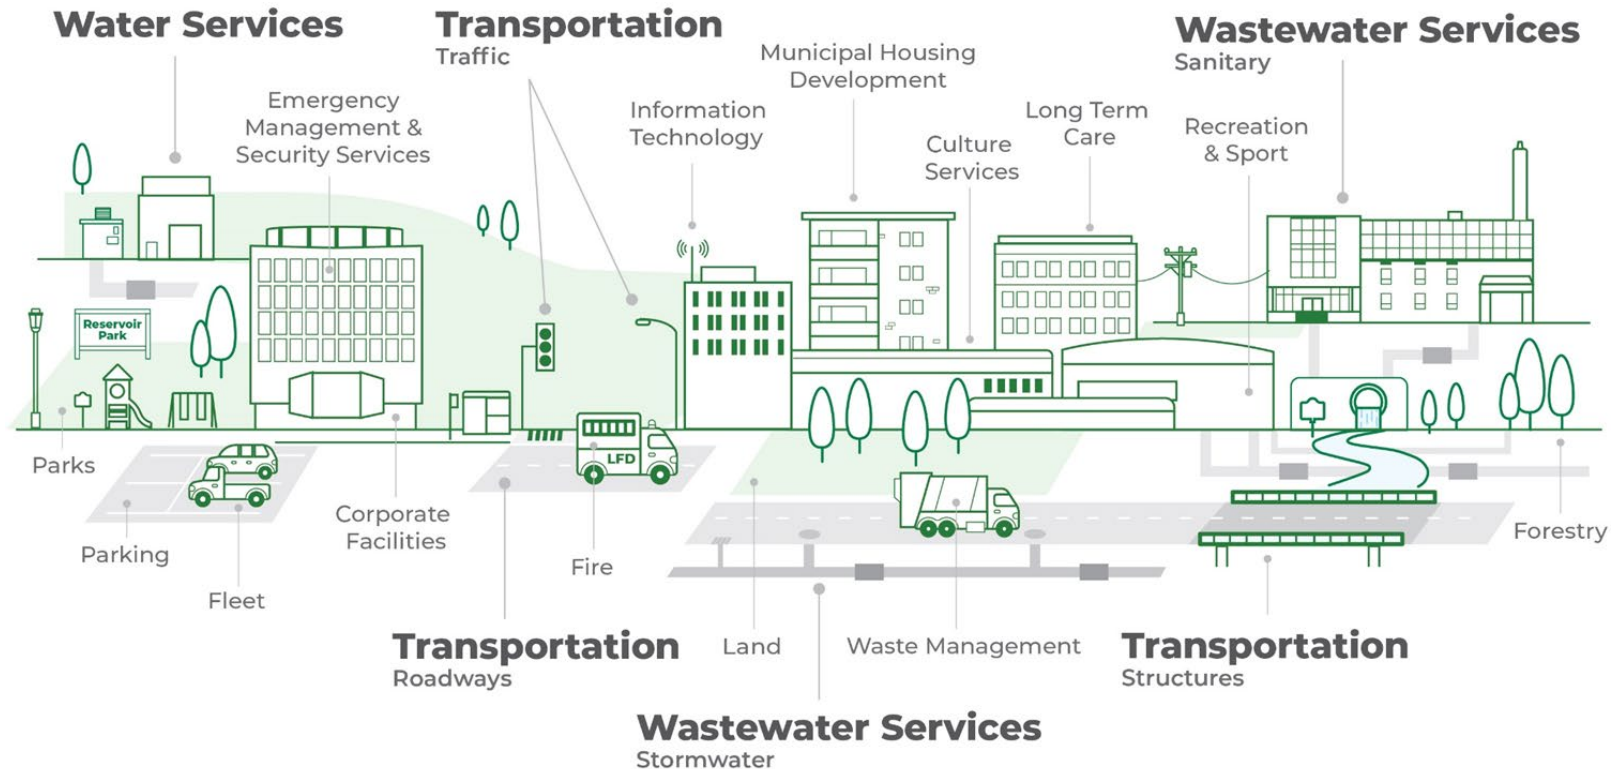 Water Services
Transportation
Traffic
Wastewater Services
Sanitary
Municipal Housing
Development
Emergency
Management &
Security Services
Information
Technology
Culture
Services
Long Term
Care
Recreation
& Sport
Reservoir
Park
LFD
Parks
Parking
Fleet
Corporate
Facilities
Fire
Forestry
Transportation
Roadways
Land
Waste Management
Transportation
Structures
Wastewater Services
Stormwater